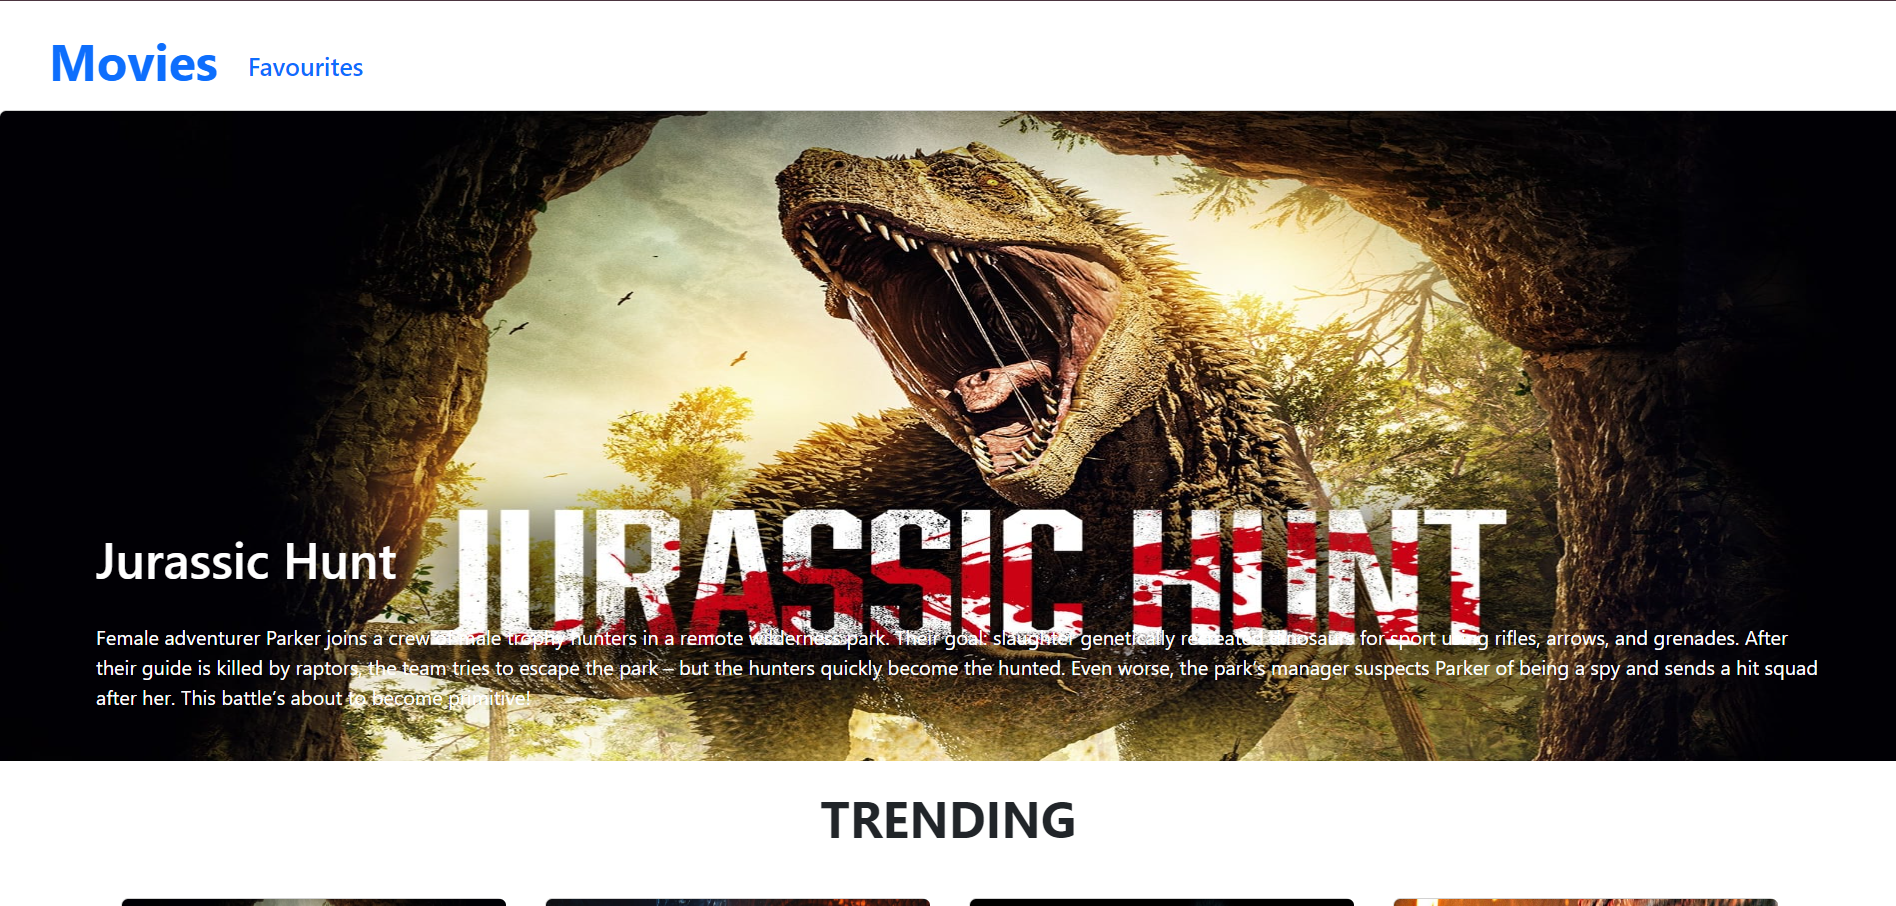 Movies Favourites
JURASSIC HUNT
Jurassic Hunt
Female adventurer Parker joins a crew of male trophy hunters in a remote wilderness park. Their goal: slaughter genetically recreated dinosaurs for sport using rifles, arrows, and grenades. After
their guide is killed by raptors, the team tries to escape the park – but the hunters quickly become the hunted. Even worse, the park’s manager suspects Parker of being a spy and sends a hit squad
after her. This battle’s about to become primitive!
TRENDING